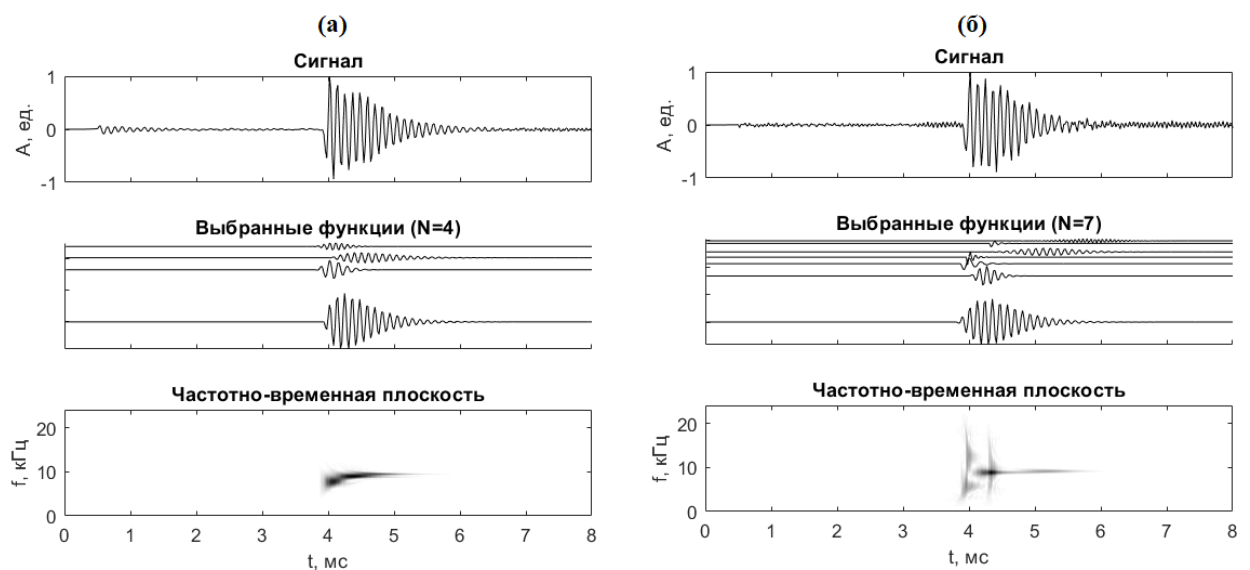 (а)
Сигнал
1
0
-1
А, ед.
Выбранные функции (N=4)
Частотно-временная плоскость
20
10
0
f, кГц
0 1 2 3 4 5 6 7 8
t, мс
(б)
Сигнал
1
0
-1
А, ед.
Выбранные функции (N=7)
Частотно-временная плоскость
20
10
0
f, кГц
0 1 2 3 4 5 6 7 8
t, мс